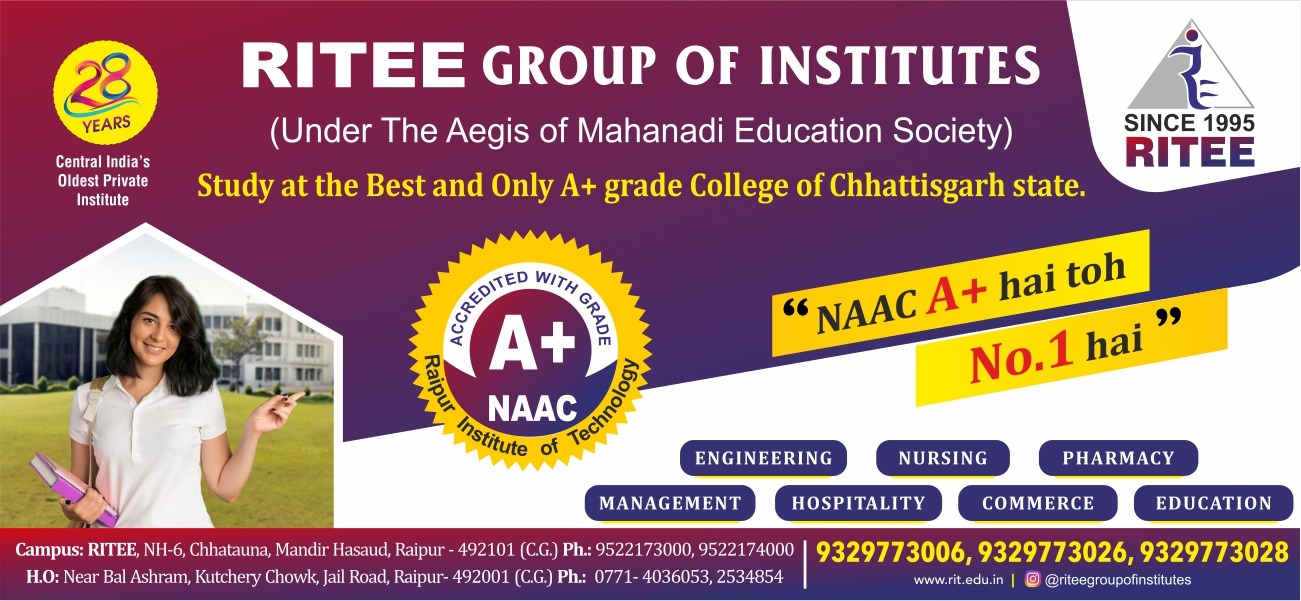 28
YEARS
Central India's
Oldest Private
Institute
RITEE GROUP OF INSTITUTES
(Under The Aegis of Mahanadi Education Society)
Study at the Best and Only A+ grade College of Chhattisgarh state.
SINCE 1995
RITEE
ACCREDITED WITH GRADE
A+
NAAC
Raipur Institute of Technology
“NAAC A+ hai toh
No.1 hai”
ENGINEERING NURSING PHARMACY
MANAGEMENT HOSPITALITY COMMERCE EDUCATION
Campus: RITEE, NH-6, Chhatauna, Mandir Hasaud, Raipur - 492101 (C.G.) Ph.: 9522173000, 9522174000
H.O: Near Bal Ashram, Kutchery Chowk, Jail Road, Raipur- 492001 (C.G.) Ph.: 0771- 4036053, 2534854
9329773006, 9329773026, 9329773028
www.rit.edu.in | @riteegroupofinstitutes